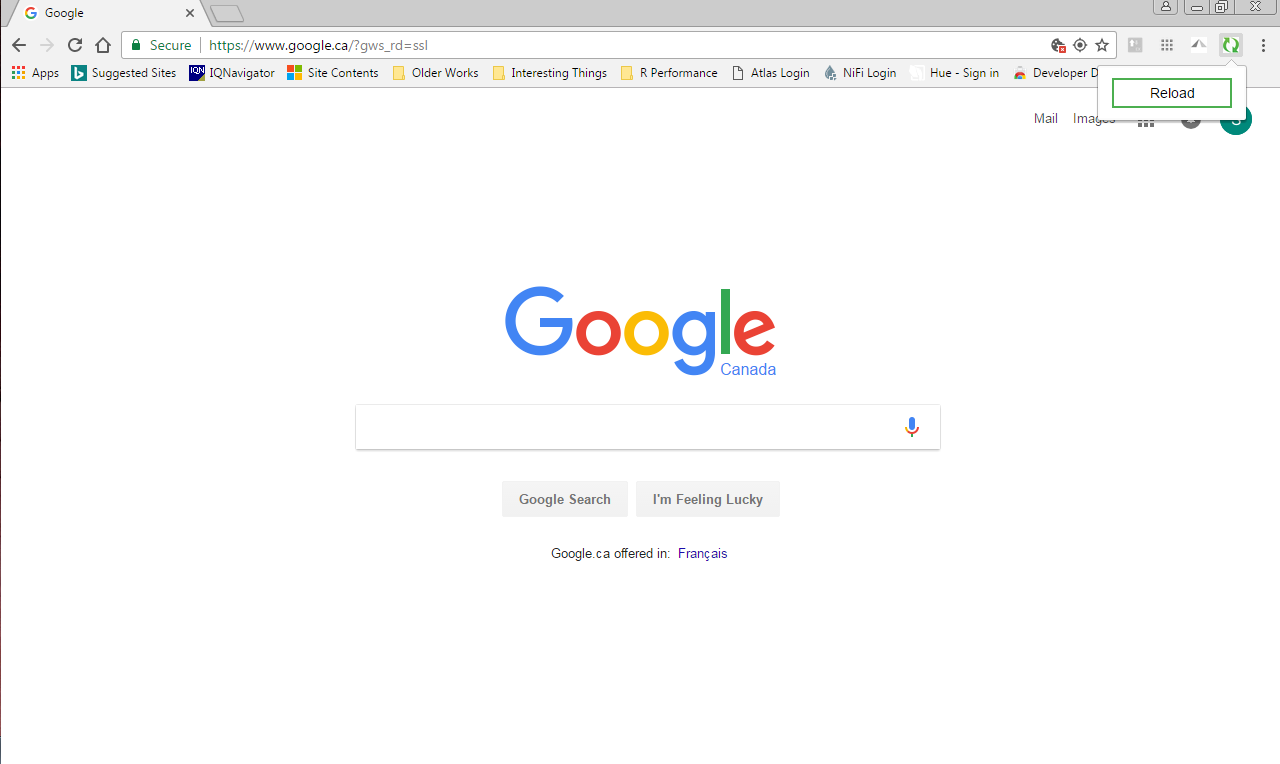 Google
Secure https://www.google.ca/?gws_rd=ssl
Apps Suggested Sites IQN IQNavigator Site Contents Older Works Interesting Things R Performance Atlas Login NiFi Login Hue - Sign in Developer D
Reload
Mail Images
Google
Canada
Google Search I'm Feeling Lucky
Google.ca offered in: Français